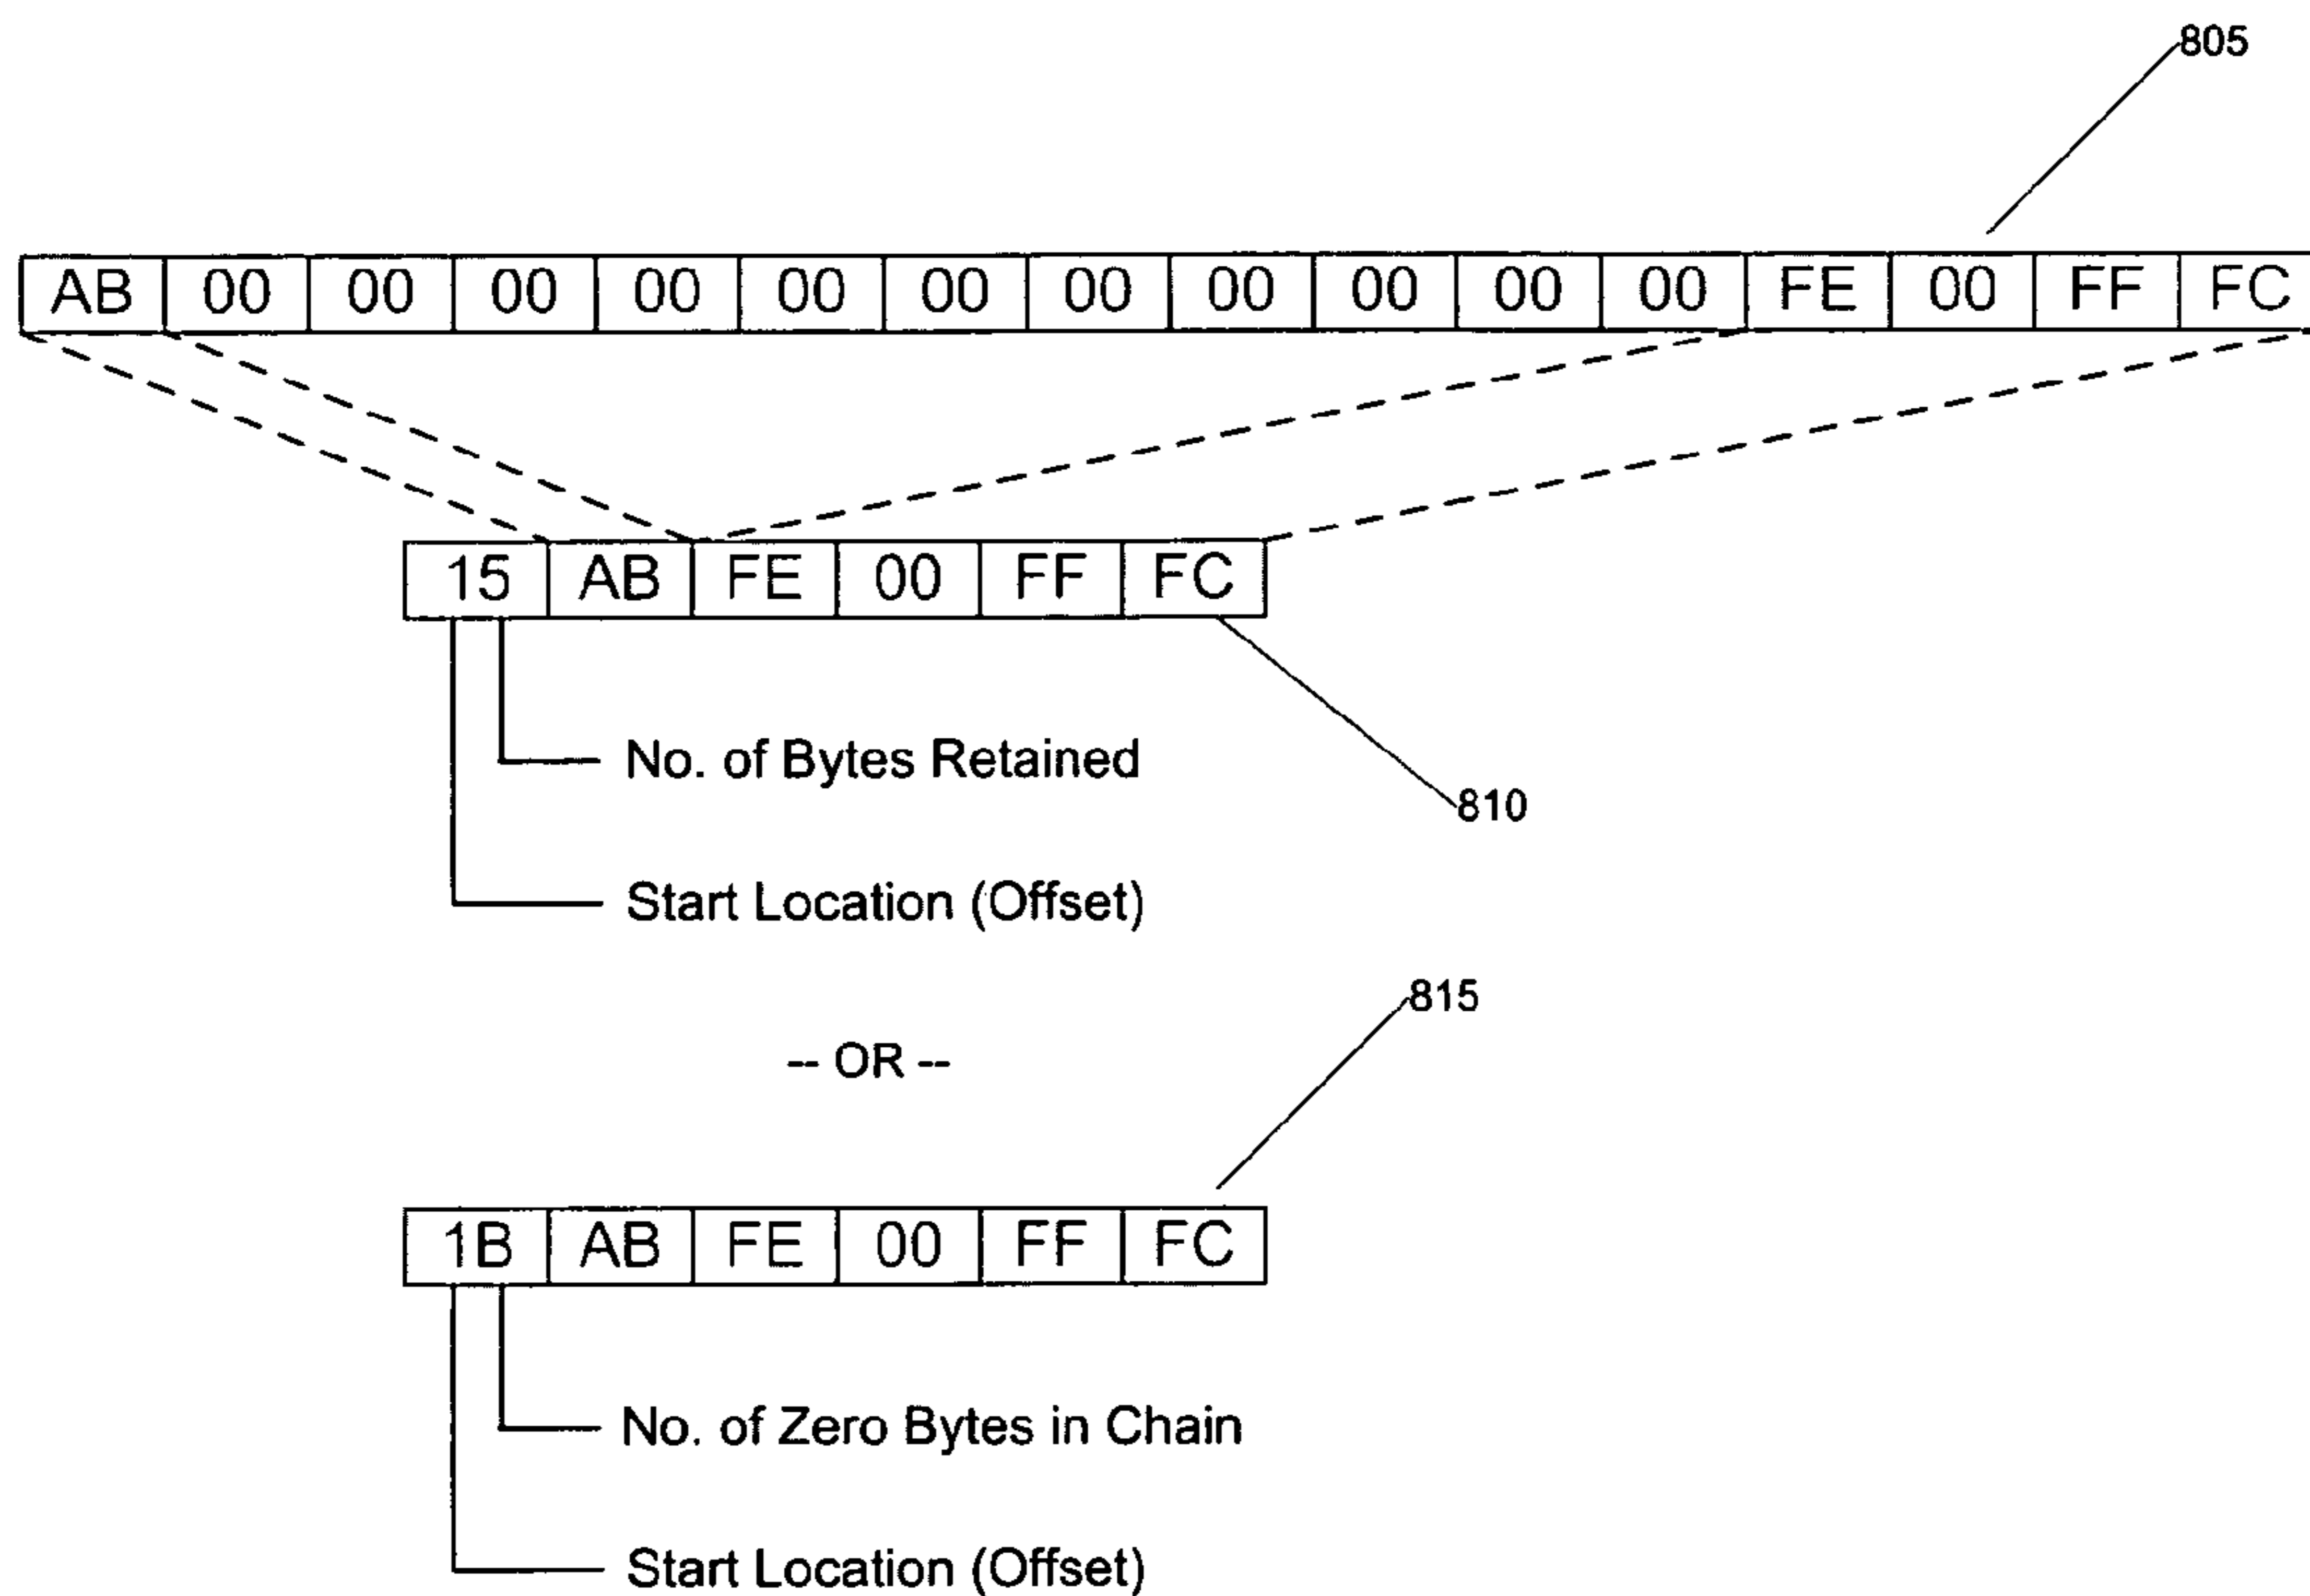 805
AB 00 00 00 00 00 00 00 00 00 00 00 FE 00 FF FC
15 AB FE 00 FF FC
No. of Bytes Retained
810
Start Location (Offset)
815
-- OR --
1B AB FE 00 FF FC
No. of Zero Bytes in Chain
Start Location (Offset)